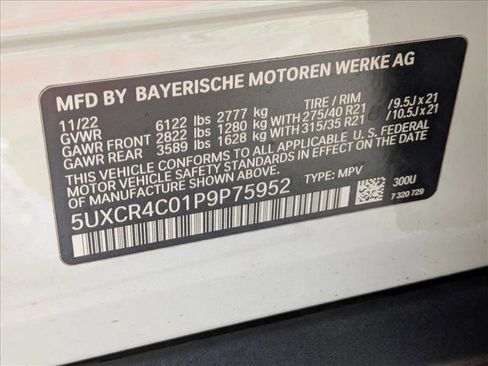 MFD BY BAYERISCHE MOTOREN WERKE AG
11/22 TIRE / RIM
GVWR 6122 lbs 2777 kg
GAWR FRONT 2822 lbs 1280 kg 275/40 R21 / 9.5J x 21
GAWR REAR 3589 lbs 1628 kg 315/35 R21 / 10.5J x 21
THIS VEHICLE CONFORMS TO ALL APPLICABLE U. S. FEDERAL
MOTOR VEHICLE SAFETY STANDARDS IN EFFECT ON THE DATE
OF MANUFACTURE SHOWN ABOVE.
5UXCR4C01P9P75952 TYPE: MPV 300U
7 320 729